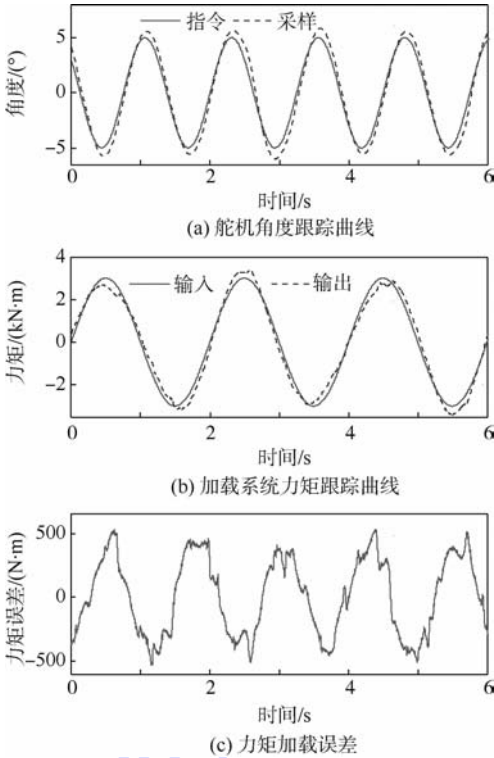 指令 采样
5
0
-5
角度/(°)
0 2 4 6
时间/s
(a) 舵机角度跟踪曲线
4
输入 输出
2
0
-2
力矩/(kN·m)
0 2 4 6
时间/s
(b) 加载系统力矩跟踪曲线
500
0
-500
力矩误差/(N·m)
0 2 4 6
时间/s
(c) 力矩加载误差